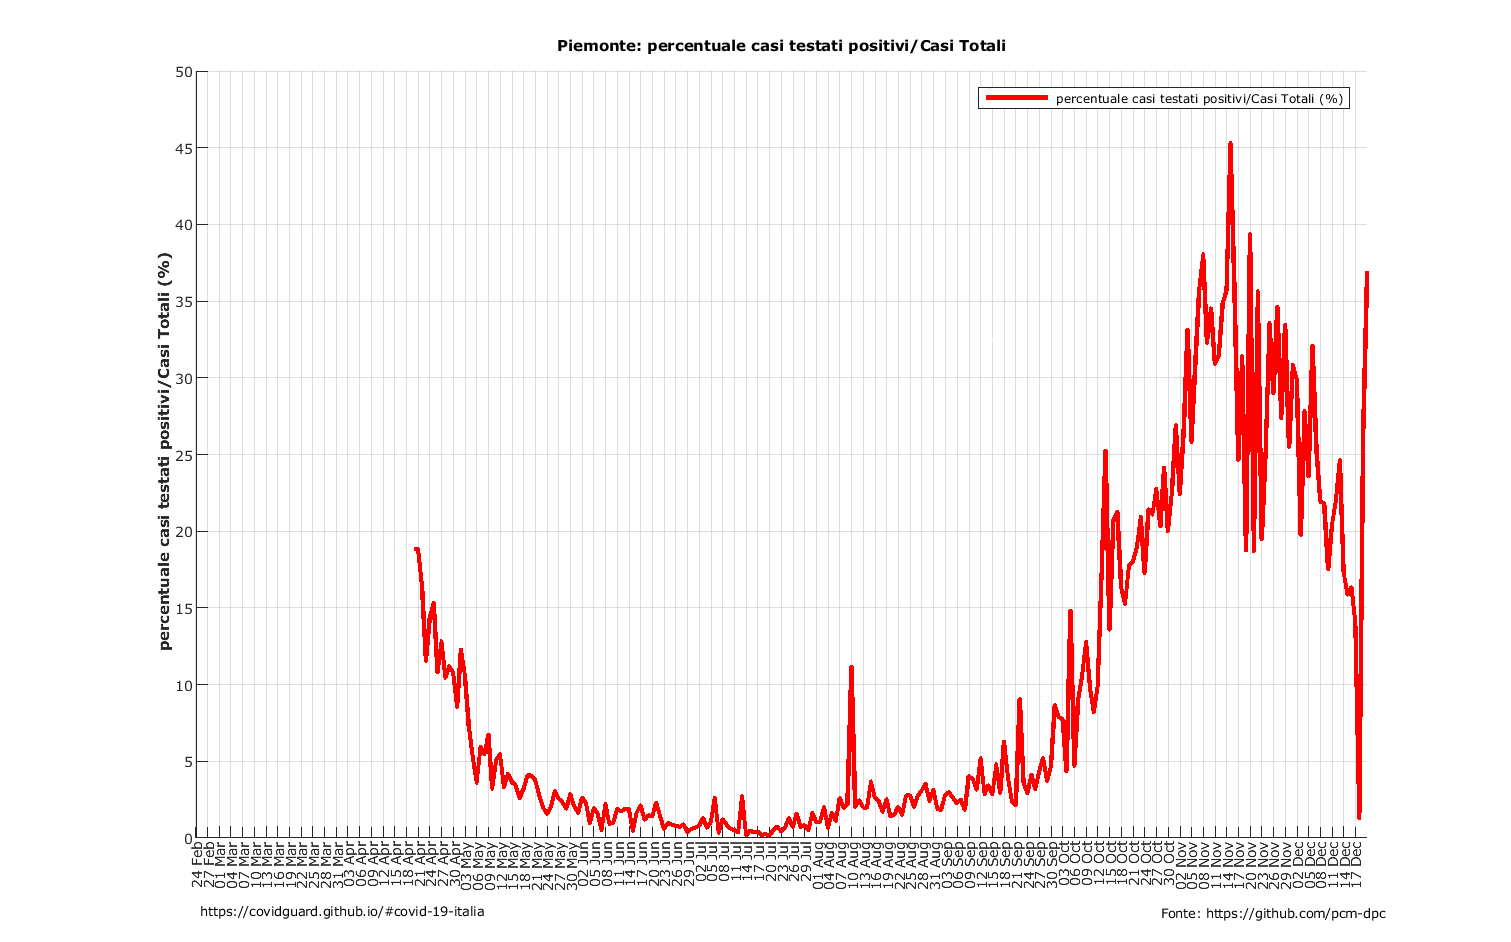 Piemonte: percentuale casi testati positivi/Casi Totali
percentuale casi testati positivi/Casi Totali (%)
percentuale casi testati positivi/Casi Totali (%)
50
45
40
35
30
25
20
15
10
5
0
24 Feb
27 Feb
01 Mar
04 Mar
07 Mar
10 Mar
13 Mar
16 Mar
19 Mar
22 Mar
25 Mar
28 Mar
31 Mar
03 Apr
06 Apr
09 Apr
12 Apr
15 Apr
18 Apr
21 Apr
24 Apr
27 Apr
30 Apr
03 May
06 May
09 May
12 May
15 May
18 May
21 May
24 May
27 May
30 May
02 Jun
05 Jun
08 Jun
11 Jun
14 Jun
17 Jun
20 Jun
23 Jun
26 Jun
29 Jun
02 Jul
05 Jul
08 Jul
11 Jul
14 Jul
17 Jul
20 Jul
23 Jul
26 Jul
29 Jul
01 Aug
04 Aug
07 Aug
10 Aug
13 Aug
16 Aug
19 Aug
22 Aug
25 Aug
28 Aug
31 Aug
03 Sep
06 Sep
09 Sep
12 Sep
15 Sep
18 Sep
21 Sep
24 Sep
27 Sep
30 Sep
03 Oct
06 Oct
09 Oct
12 Oct
15 Oct
18 Oct
21 Oct
24 Oct
27 Oct
30 Oct
02 Nov
05 Nov
08 Nov
11 Nov
14 Nov
17 Nov
20 Nov
23 Nov
26 Nov
29 Nov
02 Dec
05 Dec
08 Dec
11 Dec
14 Dec
17 Dec
https://covidguard.github.io/#covid-19-italia
Fonte: https://github.com/pcm-dpc